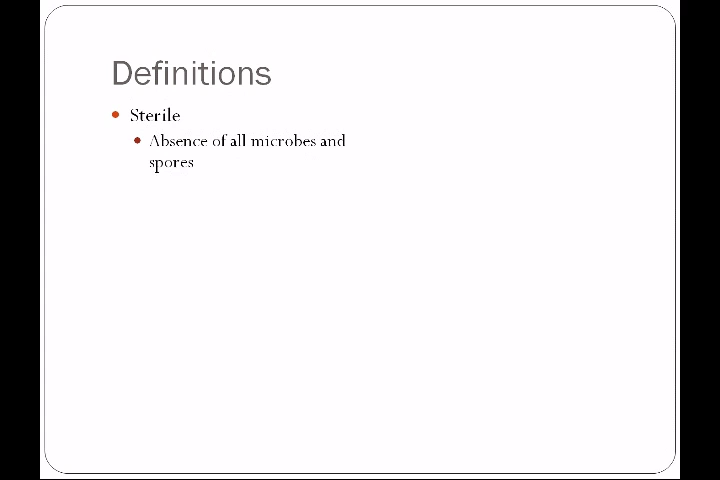 Definitions
Sterile
Absence of all microbes and
spores